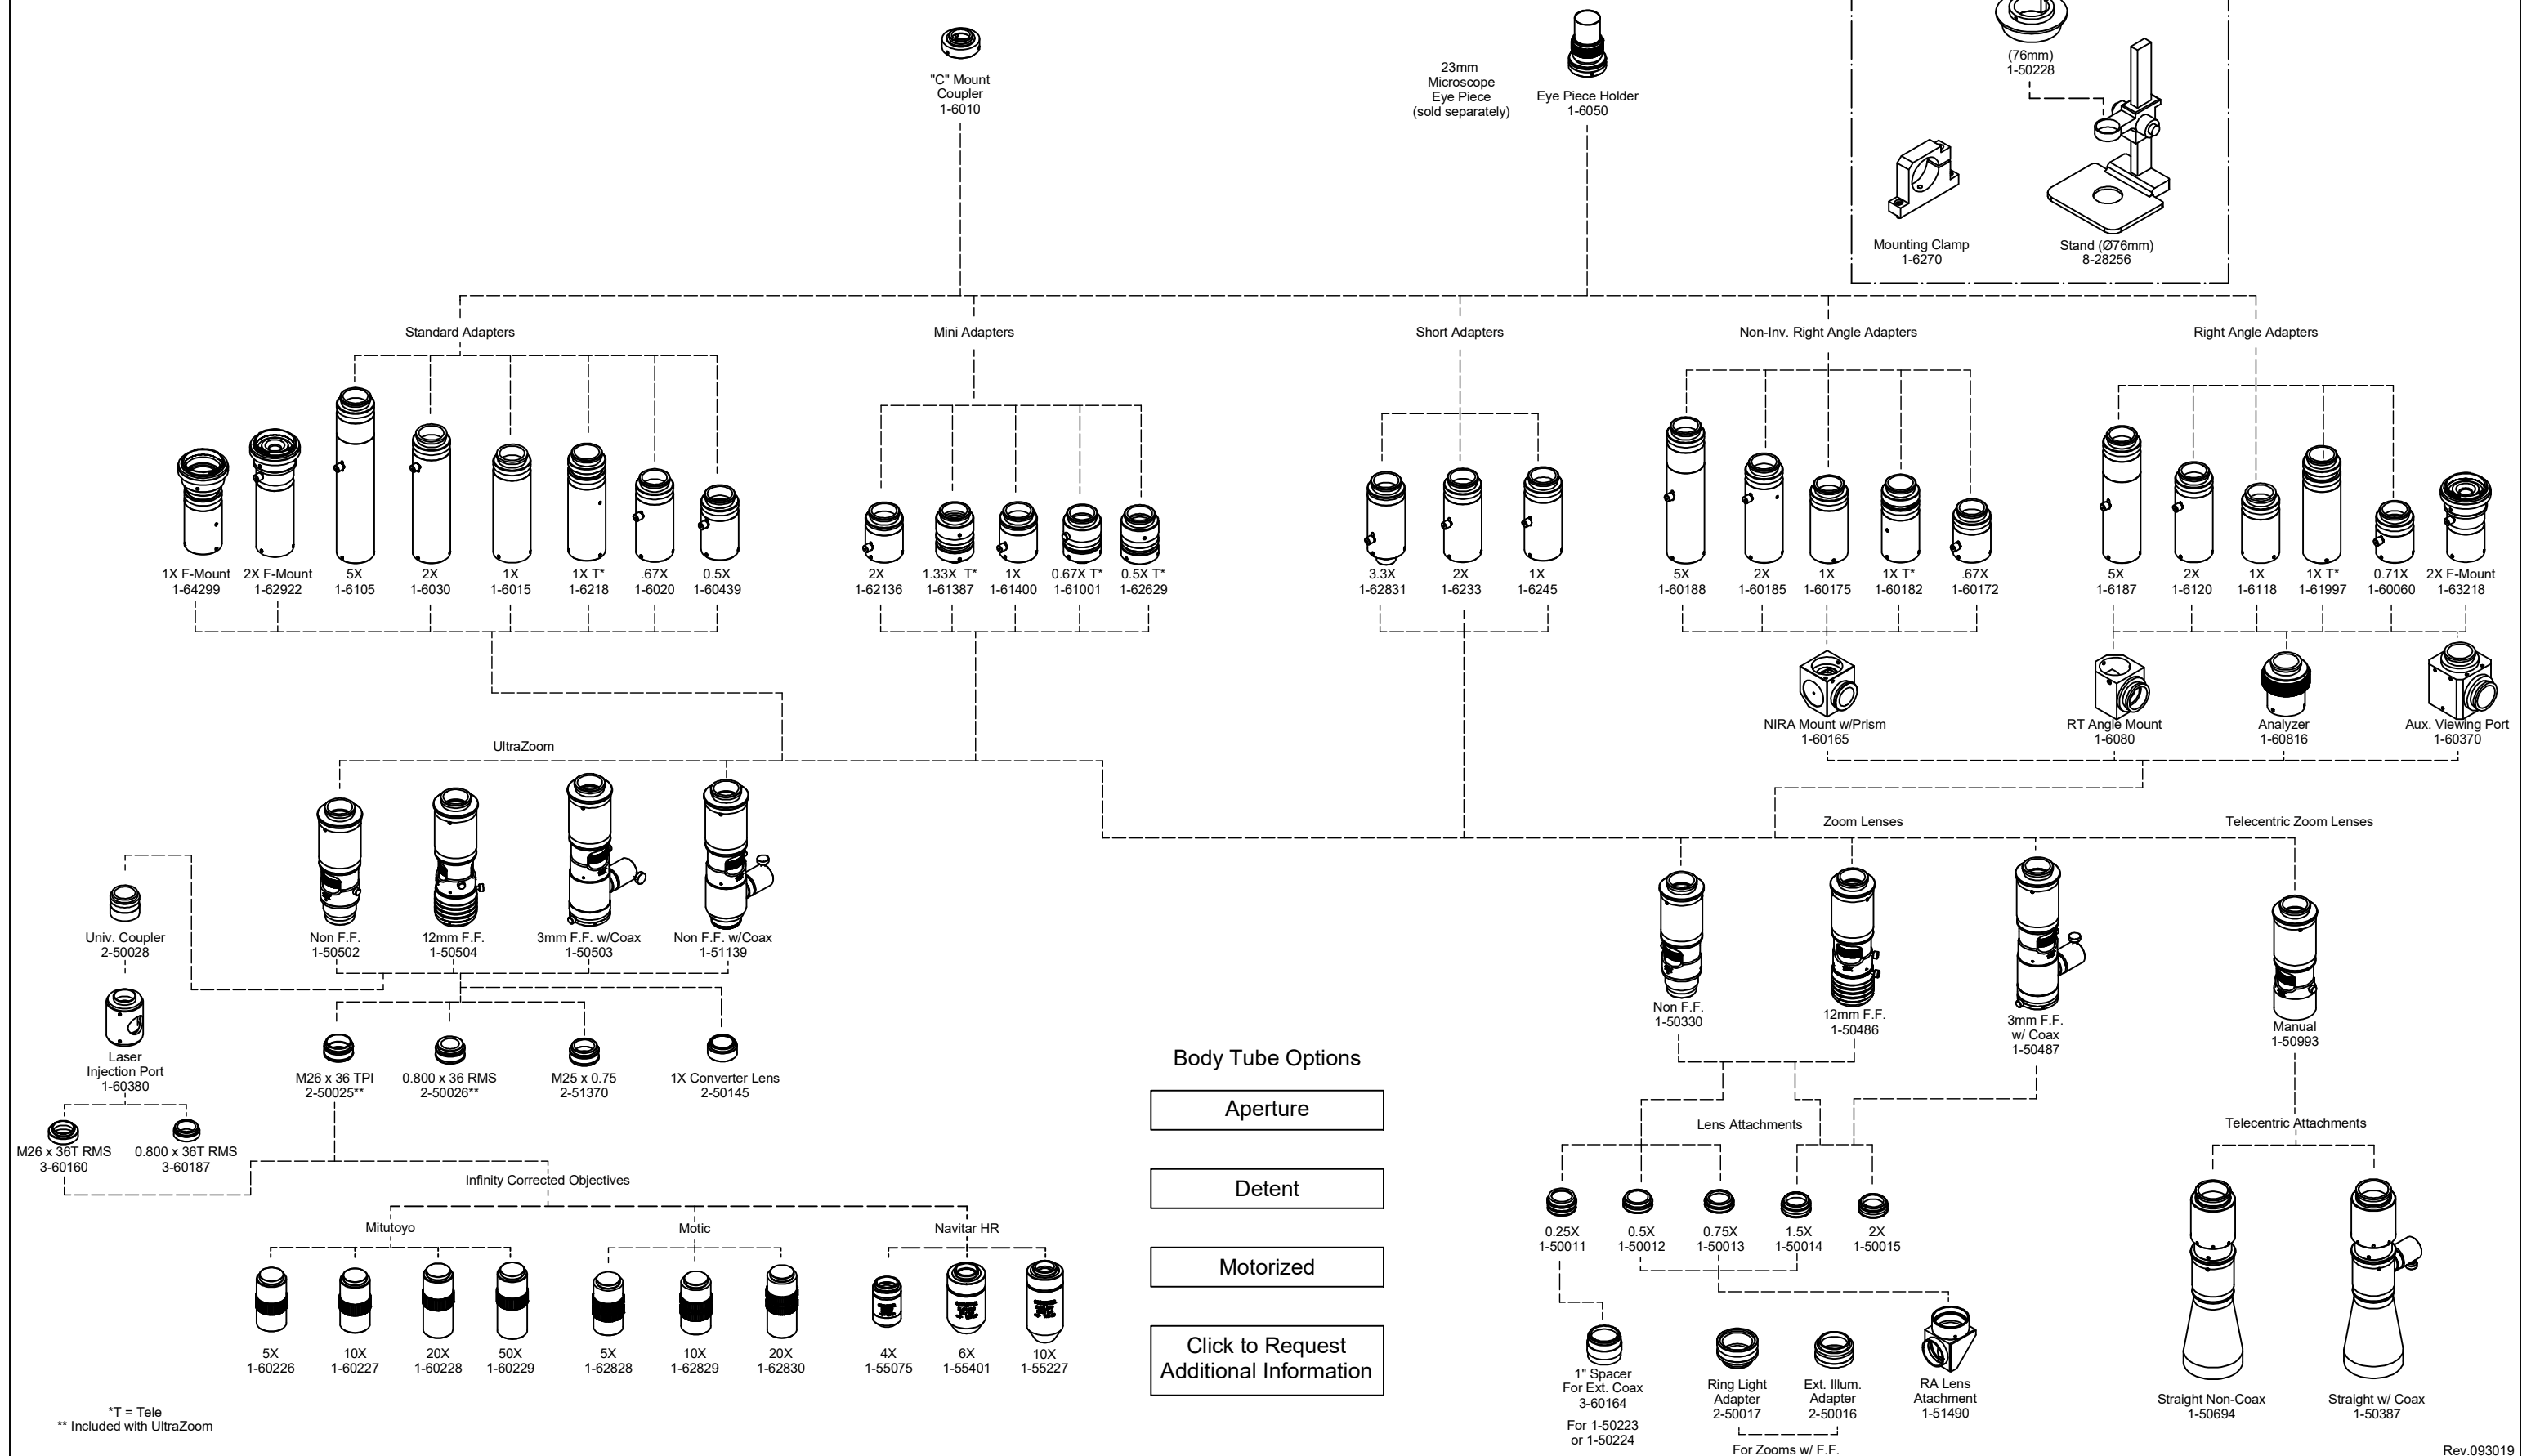 "C" Mount
Coupler
1-6010
23mm
Microscope
Eye Piece
(sold separately)
Eye Piece Holder
1-6050
(76mm)
1-50228
Mounting Clamp
1-6270
Stand (Ø76mm)
8-28256
Standard Adapters
Mini Adapters
Short Adapters
Non-Inv. Right Angle Adapters
Right Angle Adapters
1X F-Mount
1-64299
2X F-Mount
1-62922
5X
1-6105
2X
1-6030
1X
1-6015
1X T*
1-6218
.67X
1-6020
0.5X
1-60439
2X
1-62136
1.33X T*
1-61387
1X
1-61400
0.67X T*
1-61001
0.5X T*
1-62629
3.3X
1-62831
2X
1-6233
1X
1-6245
5X
1-60188
2X
1-60185
1X
1-60175
1X T*
1-60182
.67X
1-60172
5X
1-6187
2X
1-6120
1X
1-6118
1X T*
1-61997
0.71X
1-60060
2X F-Mount
1-63218
NIRA Mount w/Prism
1-60165
RT Angle Mount
1-6080
Analyzer
1-60816
Aux. Viewing Port
1-60370
UltraZoom
Zoom Lenses
Telecentric Zoom Lenses
Univ. Coupler
2-50028
Non F.F.
1-50502
12mm F.F.
1-50504
3mm F.F. w/Coax
1-50503
Non F.F. w/Coax
1-51139
Non F.F.
1-50330
12mm F.F.
1-50486
3mm F.F.
w/ Coax
1-50487
Manual
1-50993
Laser
Injection Port
1-60380
M26 x 36 TPI
2-50025**
0.800 x 36 RMS
2-50026**
M25 x 0.75
2-51370
1X Converter Lens
2-50145
M26 x 36T RMS
3-60160
0.800 x 36T RMS
3-60187
Body Tube Options
Aperture
Detent
Motorized
Click to Request
Additional Information
Lens Attachments
Telecentric Attachments
Infinity Corrected Objectives
Mitutoyo
Motic
Navitar HR
0.25X
1-50011
0.5X
1-50012
0.75X
1-50013
1.5X
1-50014
2X
1-50015
5X
1-60226
10X
1-60227
20X
1-60228
50X
1-60229
5X
1-62828
10X
1-62829
20X
1-62830
4X
1-55075
6X
1-55401
10X
1-55227
1" Spacer
For Ext. Coax
3-60164
For 1-50223
or 1-50224
Ring Light
Adapter
2-50017
Ext. Illum.
Adapter
2-50016
For Zooms w/ F.F.
RA Lens
Atachment
1-51490
Straight Non-Coax
1-50694
Straight w/ Coax
1-50387
*T = Tele
** Included with UltraZoom
Rev.093019